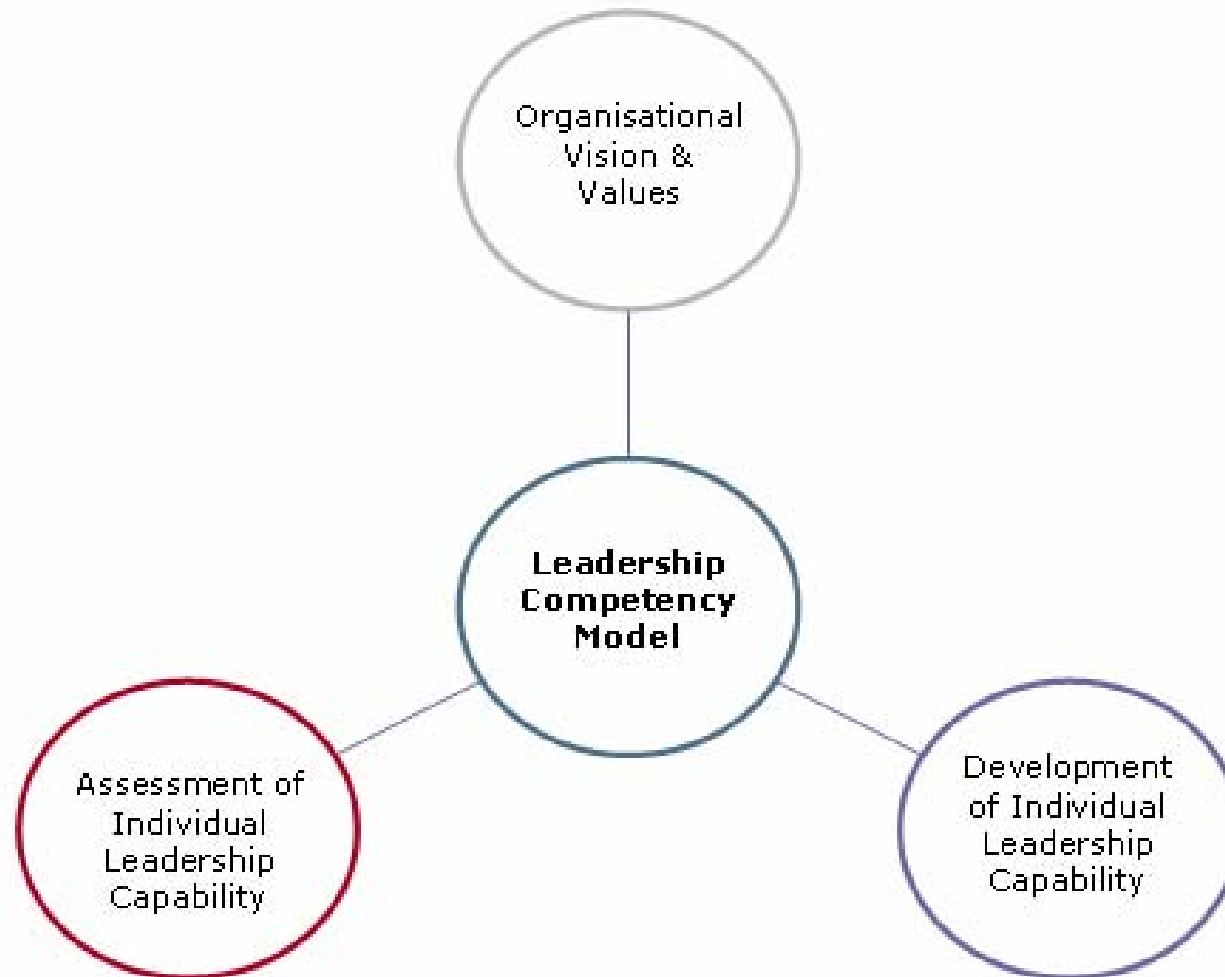 Organisational
Vision &
Values
Leadership
Competency
Model
Assessment of
Individual
Leadership
Capability
Development
of Individual
Leadership
Capability